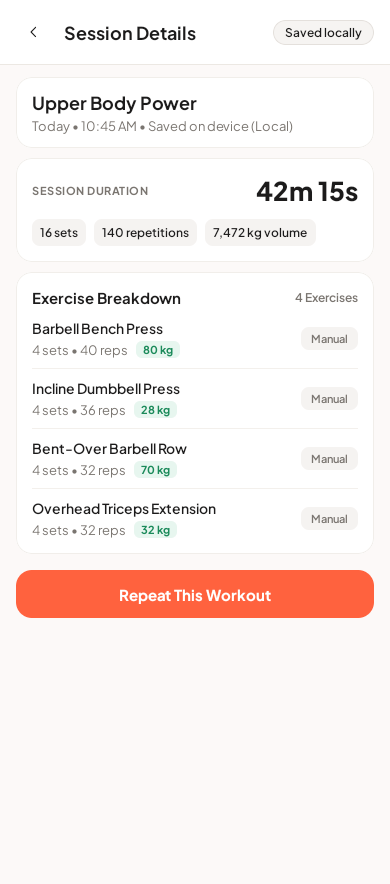 Session Details
Saved locally
Upper Body Power
Today • 10:45 AM • Saved on device (Local)
SESSION DURATION
42m 15s
16 sets
140 repetitions
7,472 kg volume
Exercise Breakdown
4 Exercises
Barbell Bench Press
4 sets • 40 reps
80 kg
Manual
Incline Dumbbell Press
4 sets • 36 reps
28 kg
Manual
Bent-Over Barbell Row
4 sets • 32 reps
70 kg
Manual
Overhead Triceps Extension
4 sets • 32 reps
32 kg
Manual
Repeat This Workout